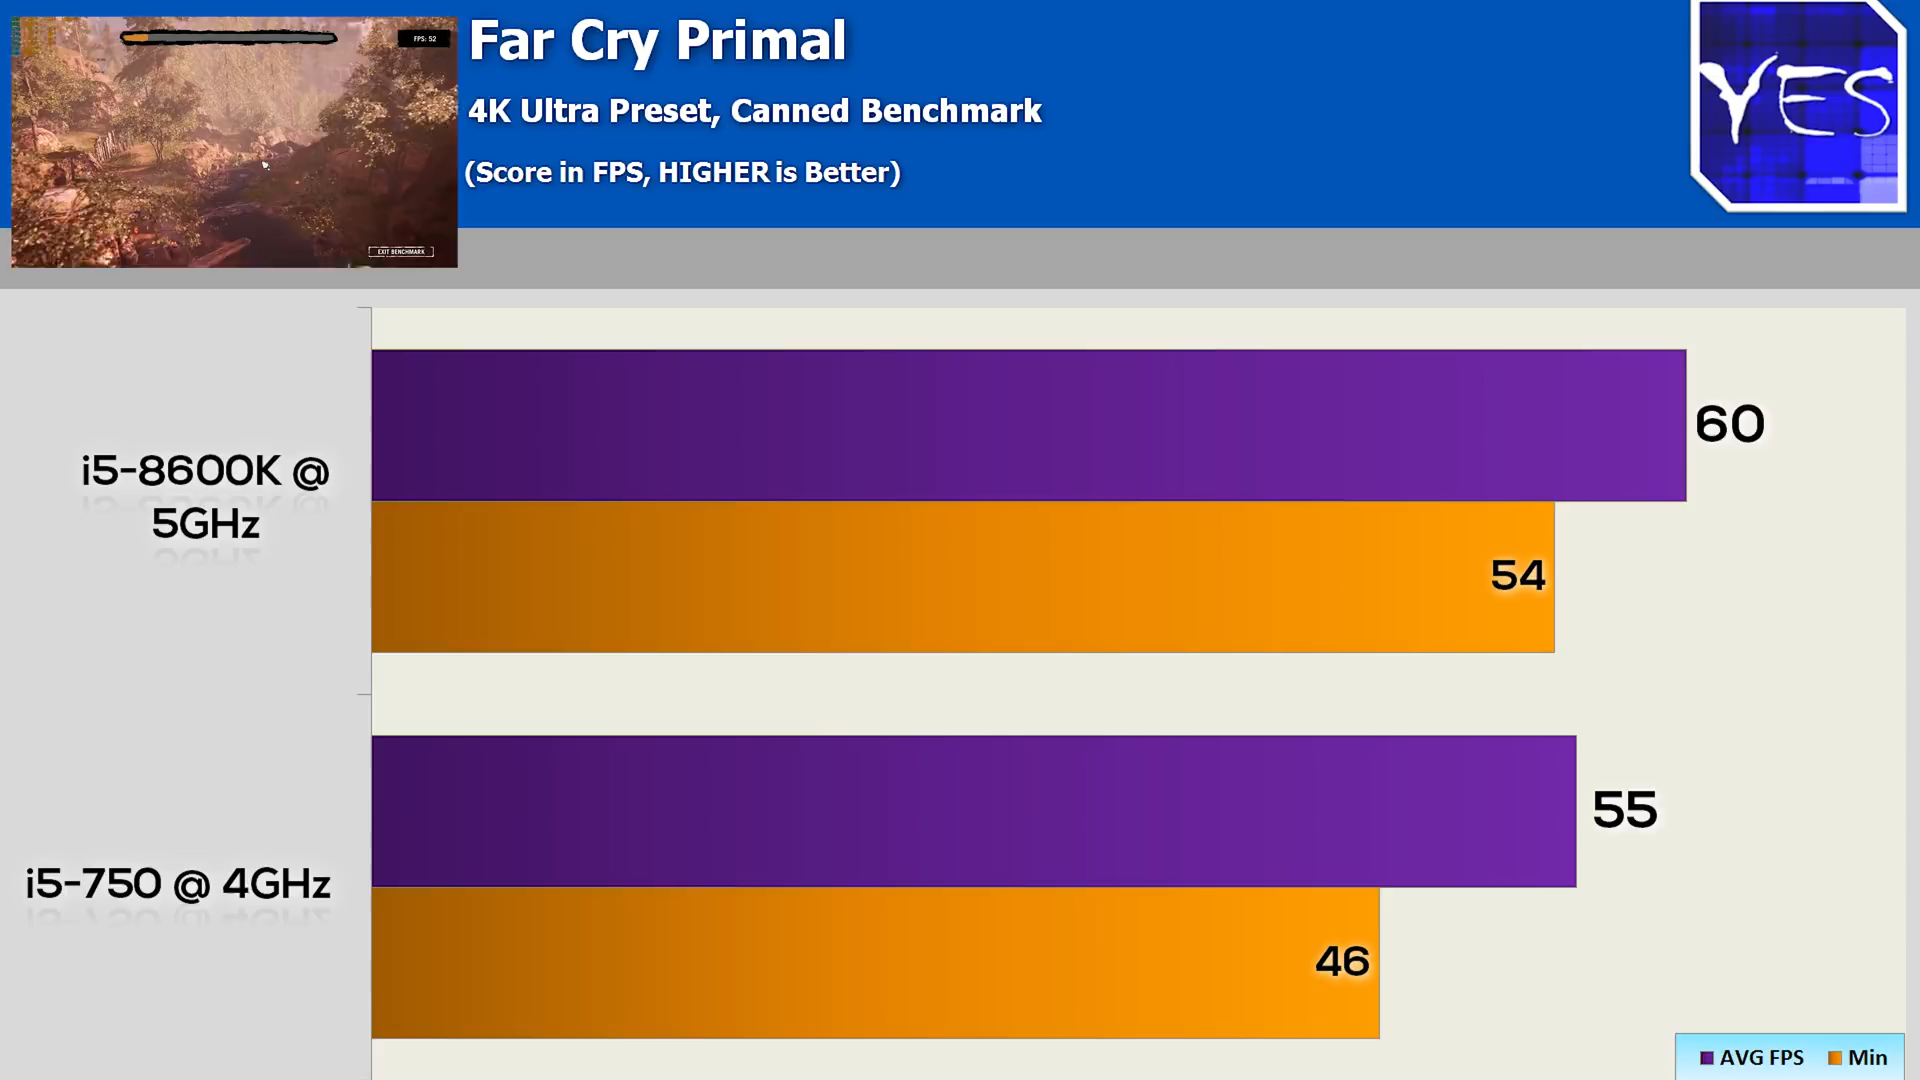 FPS: 52
EXIT BENCHMARK
Far Cry Primal
4K Ultra Preset, Canned Benchmark
(Score in FPS, HIGHER is Better)
YES
i5-8600K @
5GHz
60
54
i5-750 @ 4GHz
55
46
AVG FPS
Min